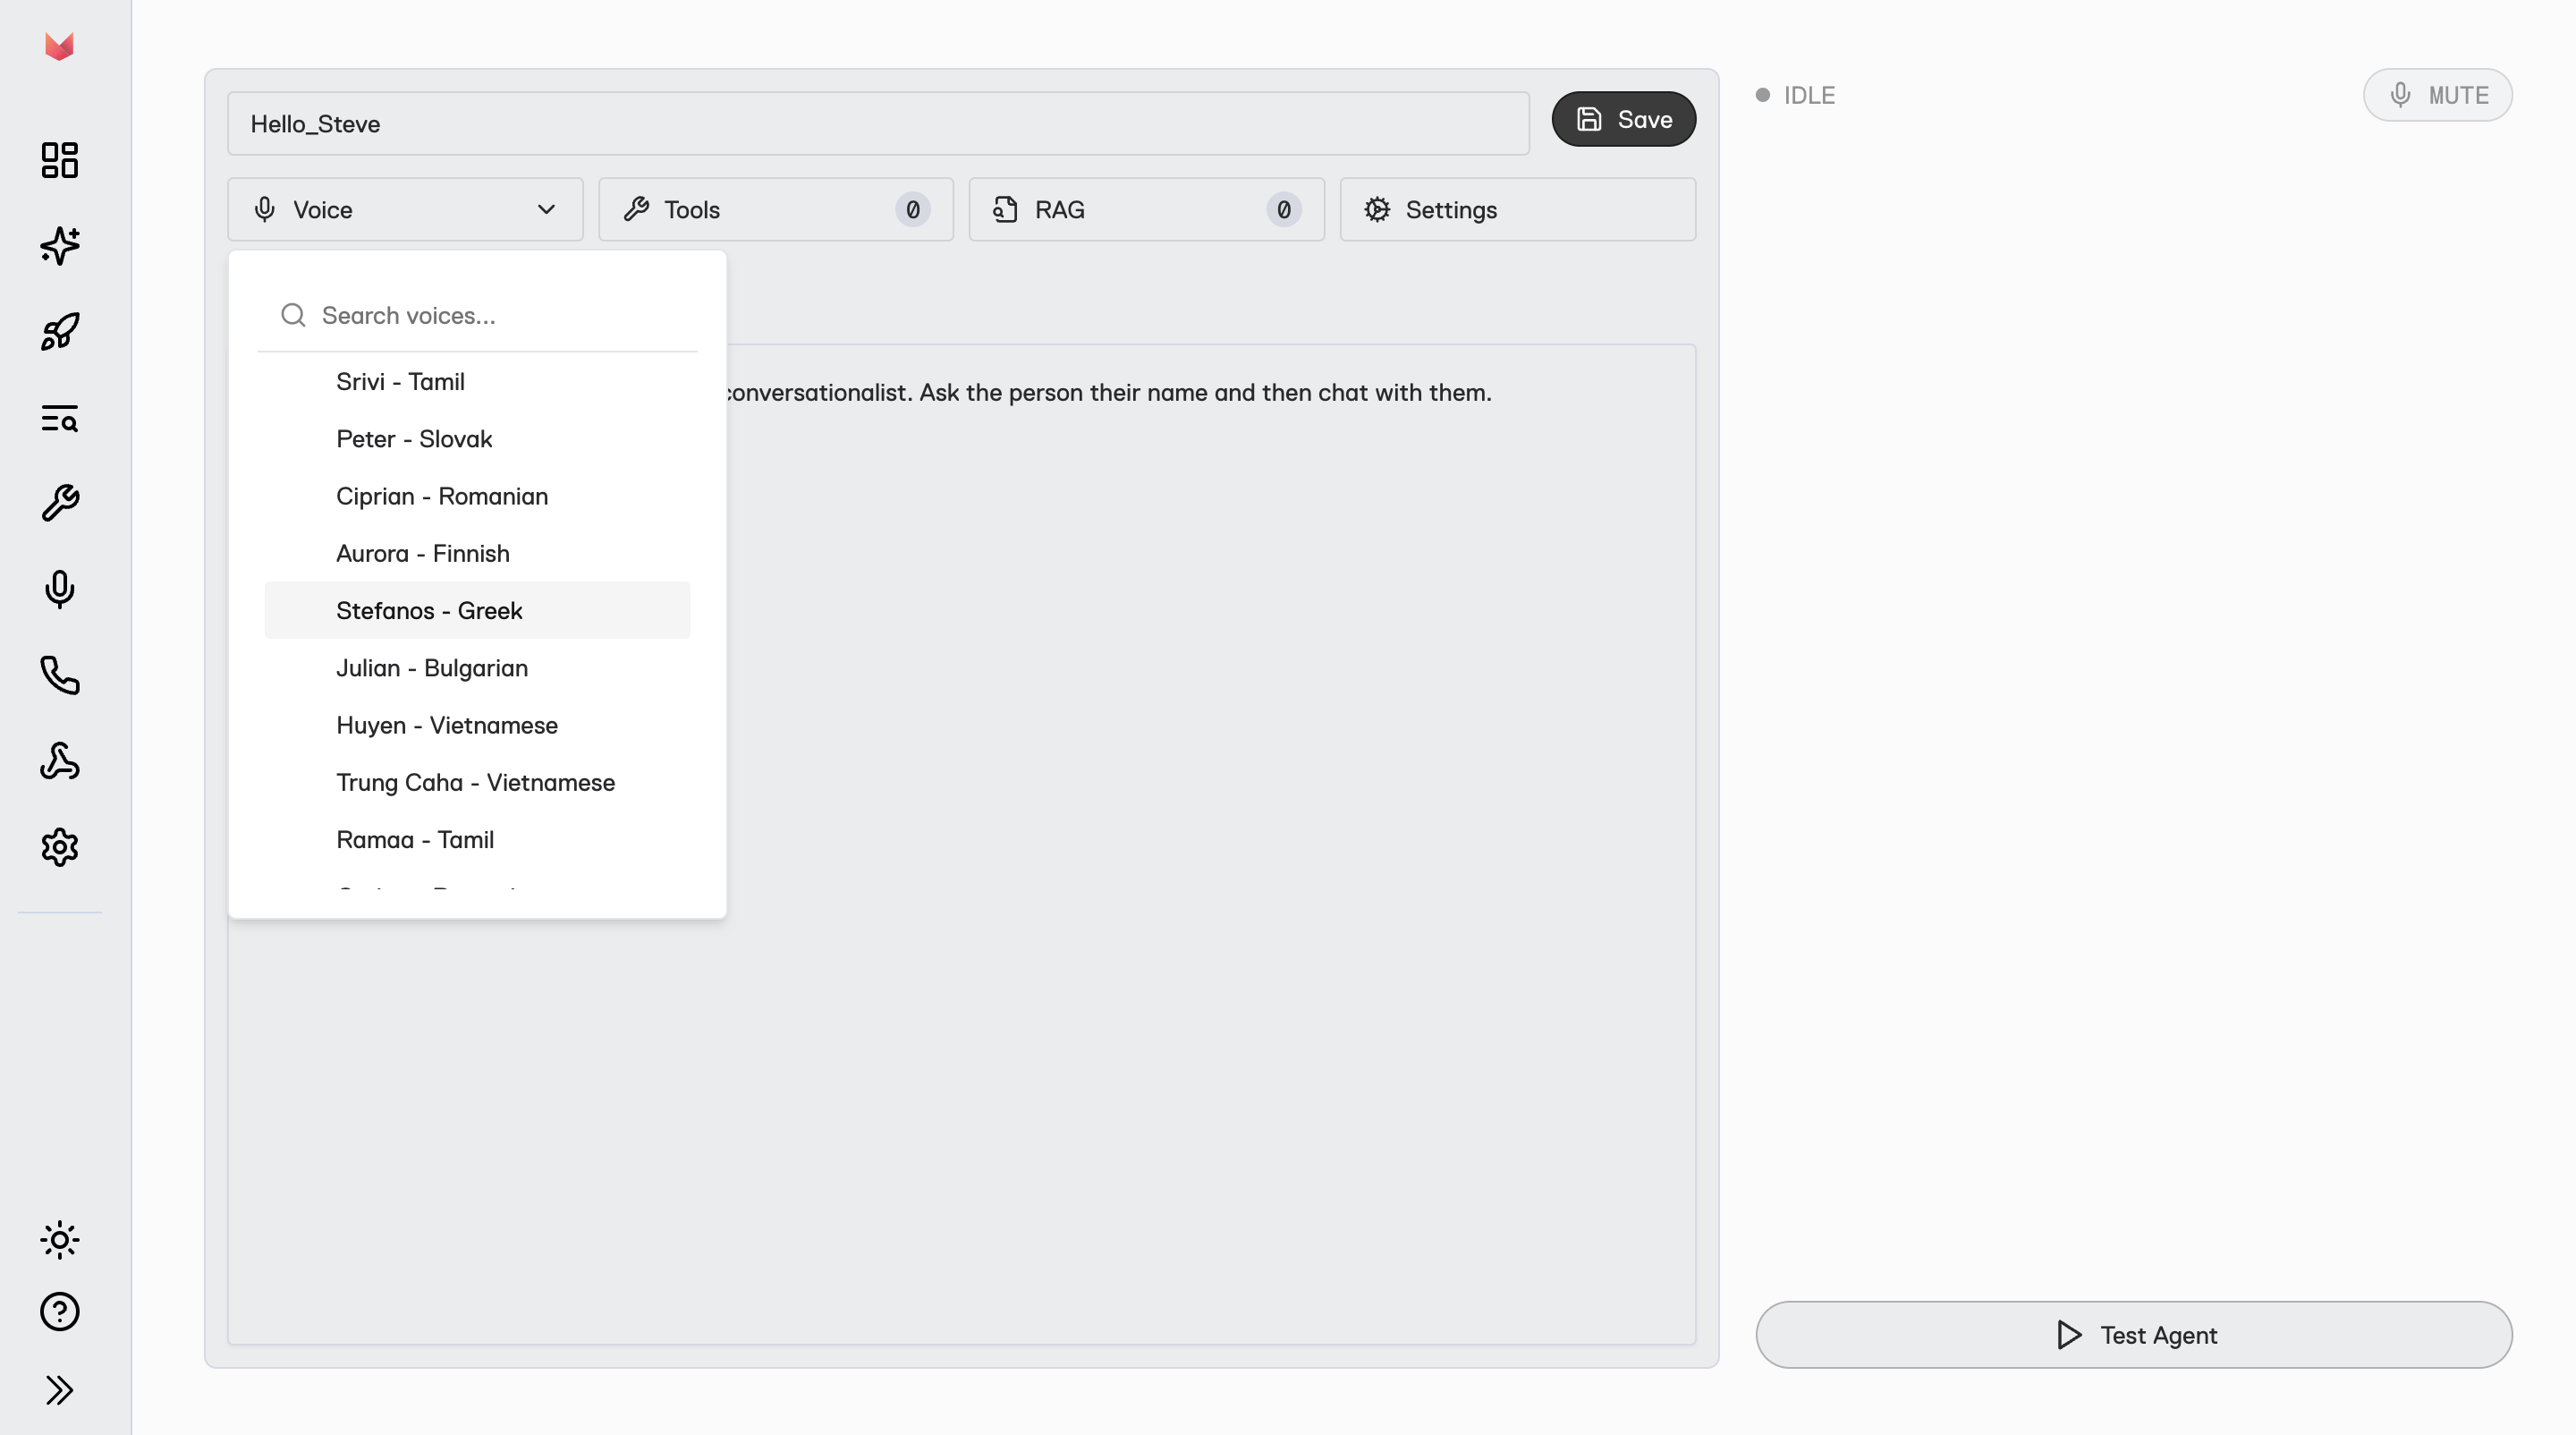 Hello_Steve
Save
IDLE
MUTE
Voice
Tools 0
RAG 0
Settings
Search voices...
Srivi - Tamil
conversationalist. Ask the person their name and then chat with them.
Peter - Slovak
Ciprian - Romanian
Aurora - Finnish
Stefanos - Greek
Julian - Bulgarian
Huyen - Vietnamese
Trung Caha - Vietnamese
Ramaa - Tamil
Test Agent